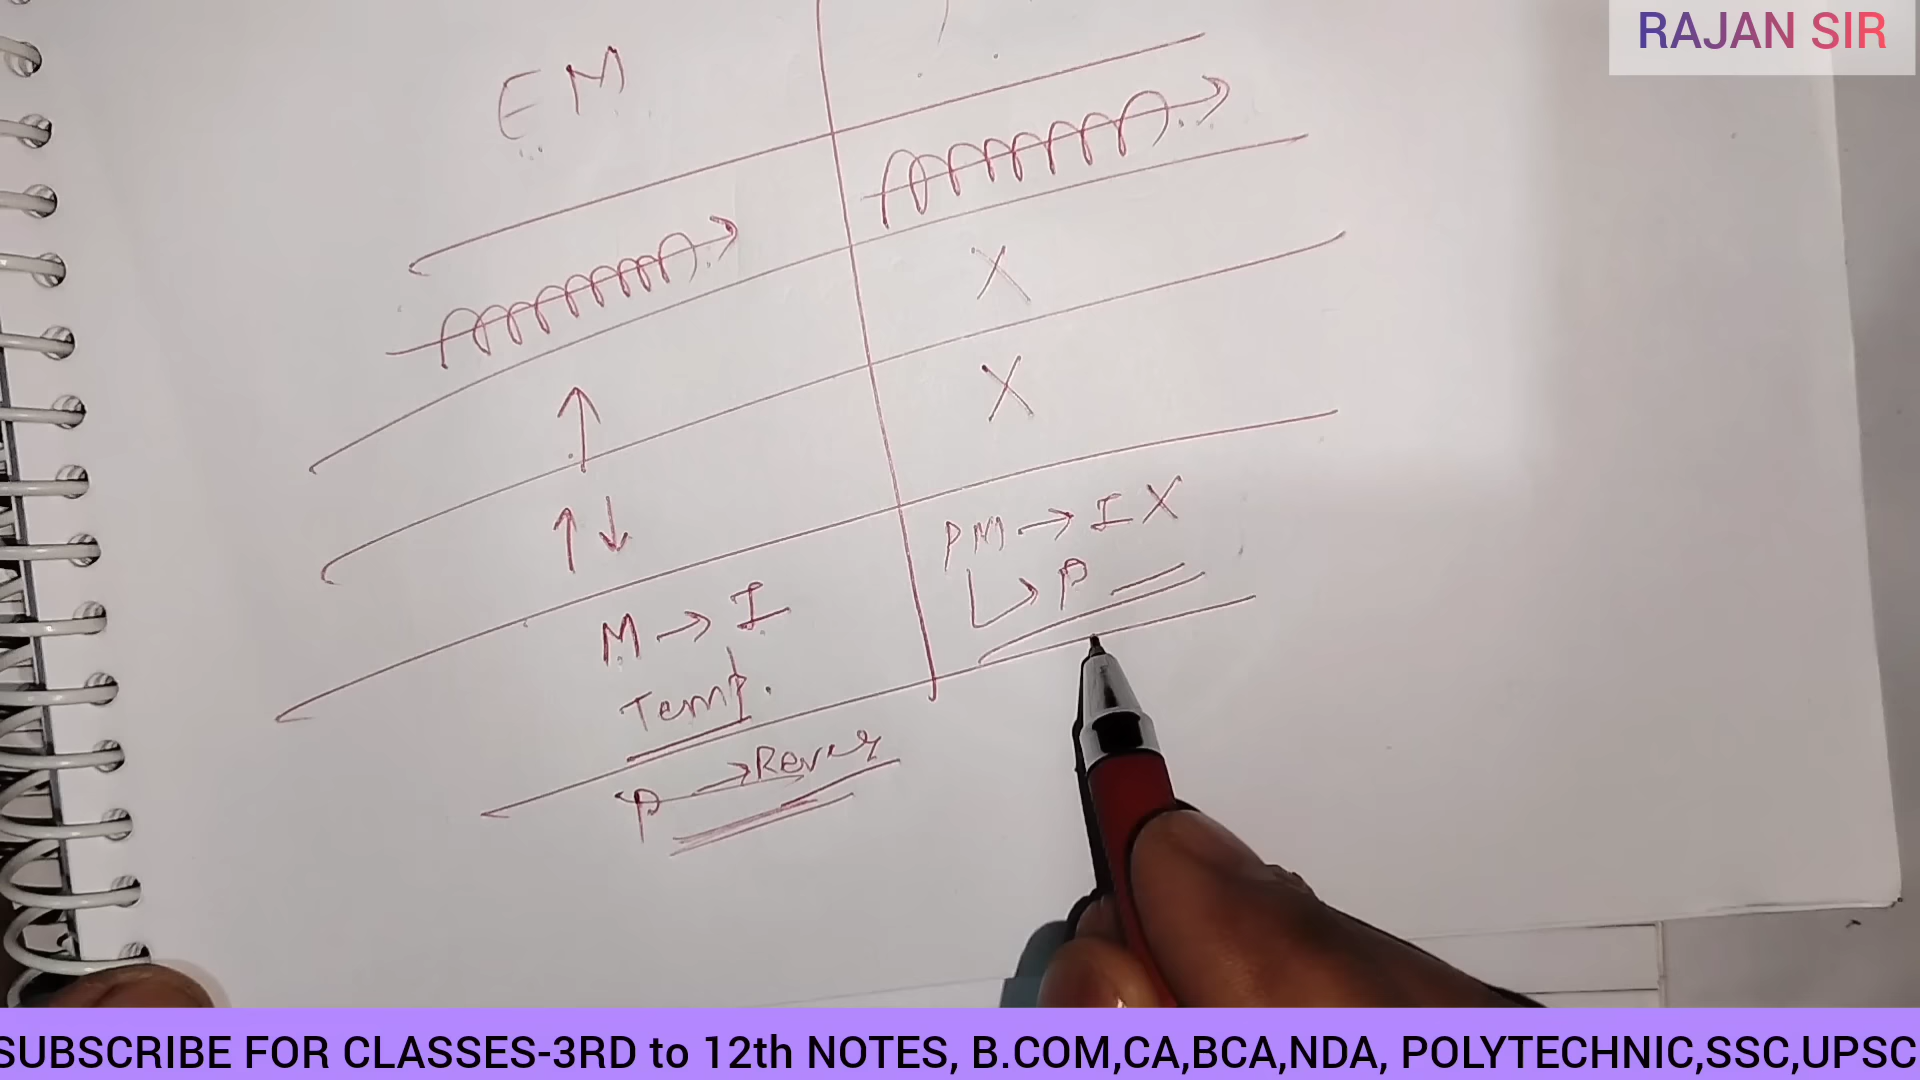 RAJAN SIR
EM
X
X
PM → I X
↳ P
M → I
Temp.
P → Rever
SUBSCRIBE FOR CLASSES-3RD to 12th NOTES, B.COM,CA,BCA,NDA, POLYTECHNIC,SSC,UPSC